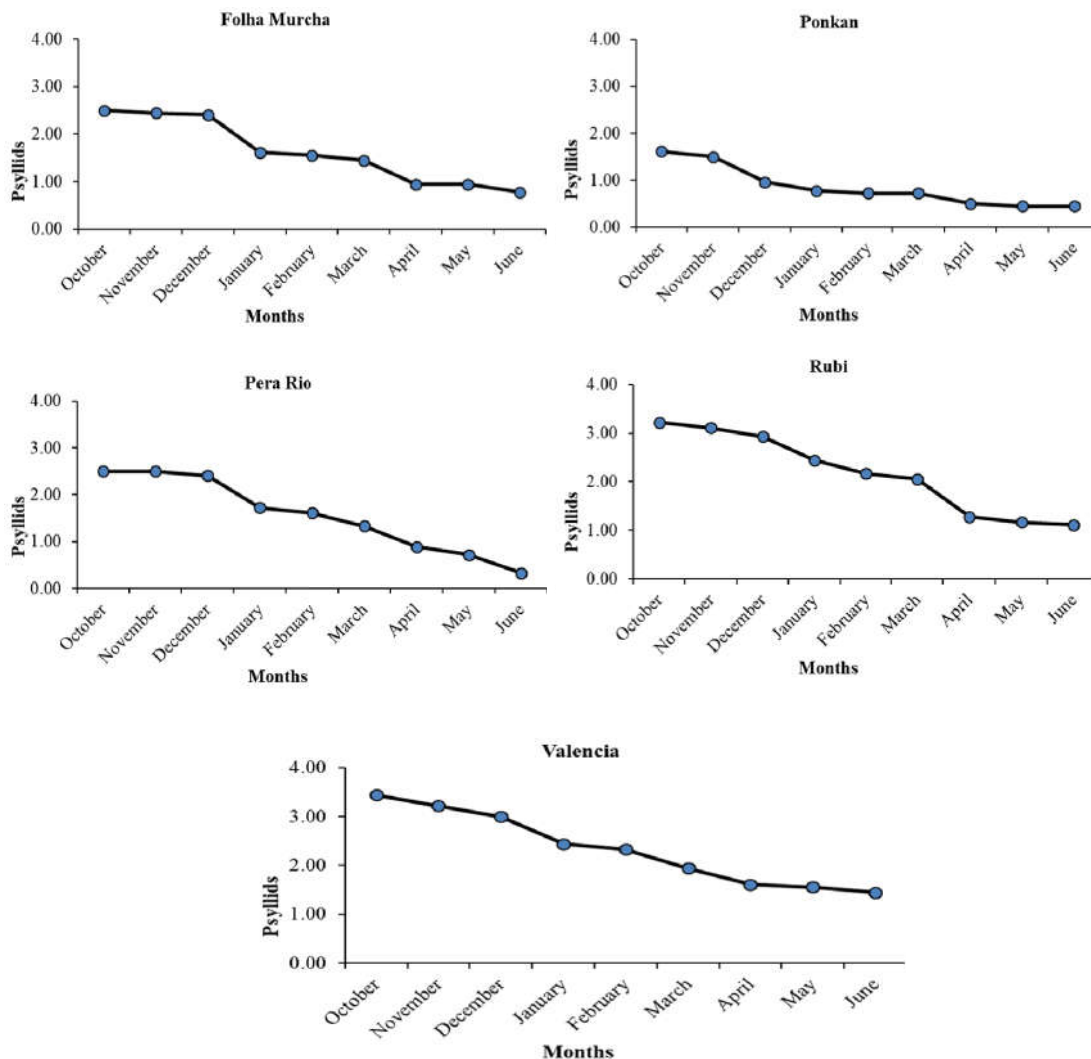 Folha Murcha
4.00
3.00
2.00
1.00
0.00
Psyllids
October
November
December
January
February
March
April
May
June
Months
Ponkan
4.00
3.00
2.00
1.00
0.00
Psyllids
October
November
December
January
February
March
April
May
June
Months
Pera Rio
4.00
3.00
2.00
1.00
0.00
Psyllids
October
November
December
January
February
March
April
May
June
Months
Rubi
4.00
3.00
2.00
1.00
0.00
Psyllids
October
November
December
January
February
March
April
May
June
Months
Valencia
4.00
3.00
2.00
1.00
0.00
Psyllids
October
November
December
January
February
March
April
May
June
Months